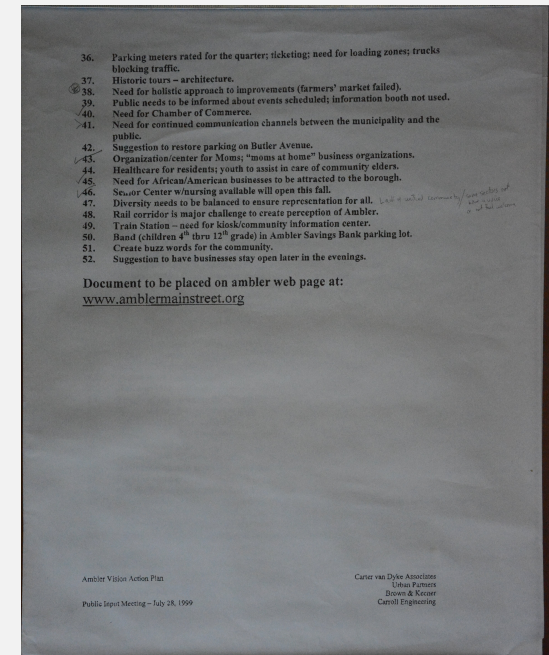 36. Parking meters rated for the quarter; ticketing; need for loading zones; trucks
blocking traffic.
37. Historic tours – architecture.
38. Need for holistic approach to improvements (farmers' market failed).
39. Public needs to be informed about events scheduled; information booth not used.
40. Need for Chamber of Commerce.
41. Need for continued communication channels between the municipality and the
public.
42. Suggestion to restore parking on Butler Avenue.
43. Organization/center for Moms; "moms at home" business organizations.
44. Healthcare for residents; youth to assist in care of community elders.
45. Need for African/American businesses to be attracted to the borough.
46. Senior Center w/nursing available will open this fall.
47. Diversity needs to be balanced to ensure representation for all.
48. Rail corridor is major challenge to create perception of Ambler.
49. Train Station – need for kiosk/community information center.
50. Band (children 4th thru 12th grade) in Ambler Savings Bank parking lot.
51. Create buzz words for the community.
52. Suggestion to have businesses stay open later in the evenings.
Document to be placed on ambler web page at:
www.amblermainstreet.org
Ambler Vision Action Plan
Public Input Meeting – July 28, 1999
Carter van Dyke Associates
Urban Partners
Brown & Keener
Carroll Engineering